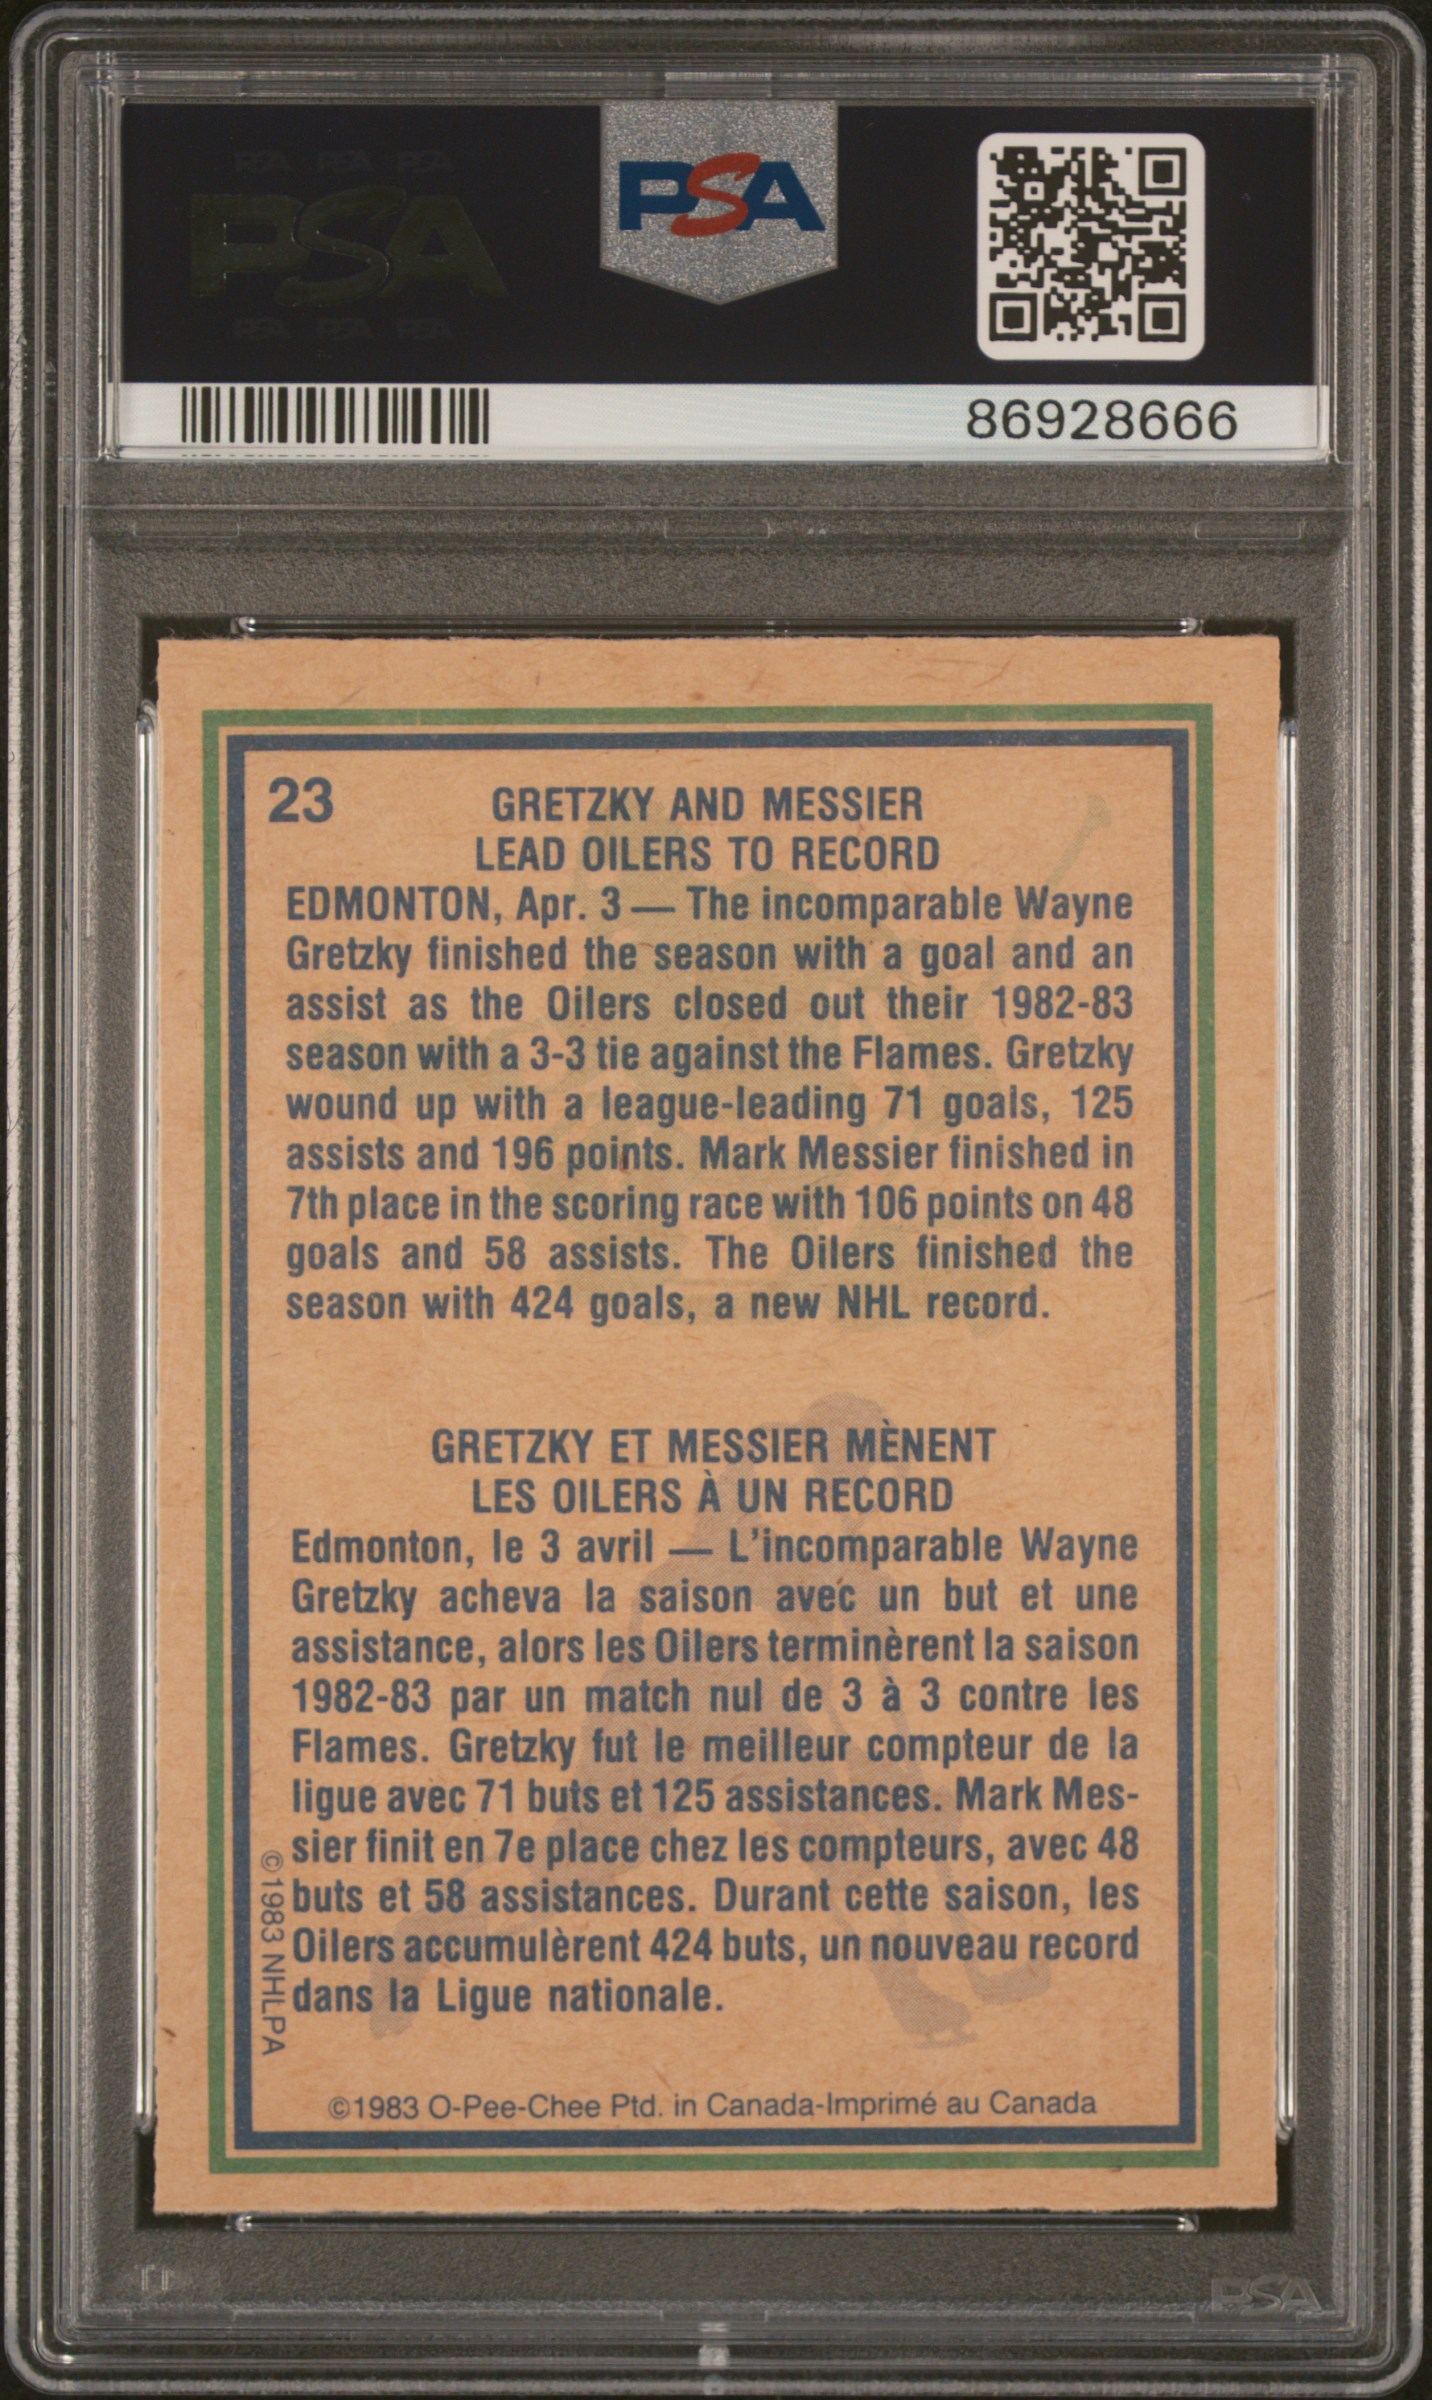 PSA PSA PSA
PSA
PSA PSA PSA
PSA
86928666
23
GRETZKY AND MESSIER
LEAD OILERS TO RECORD
EDMONTON, Apr. 3 — The incomparable Wayne
Gretzky finished the season with a goal and an
assist as the Oilers closed out their 1982-83
season with a 3-3 tie against the Flames. Gretzky
wound up with a league-leading 71 goals, 125
assists and 196 points. Mark Messier finished in
7th place in the scoring race with 106 points on 48
goals and 58 assists. The Oilers finished the
season with 424 goals, a new NHL record.
GRETZKY ET MESSIER MÈNENT
LES OILERS À UN RECORD
Edmonton, le 3 avril — L'incomparable Wayne
Gretzky acheva la saison avec un but et une
assistance, alors les Oilers terminèrent la saison
1982-83 par un match nul de 3 à 3 contre les
Flames. Gretzky fut le meilleur compteur de la
ligue avec 71 buts et 125 assistances. Mark Mes-
sier finit en 7e place chez les compteurs, avec 48
buts et 58 assistances. Durant cette saison, les
Oilers accumulèrent 424 buts, un nouveau record
dans la Ligue nationale.
©1983 NHLPA
©1983 O-Pee-Chee Ptd. in Canada-Imprimé au Canada
PSA